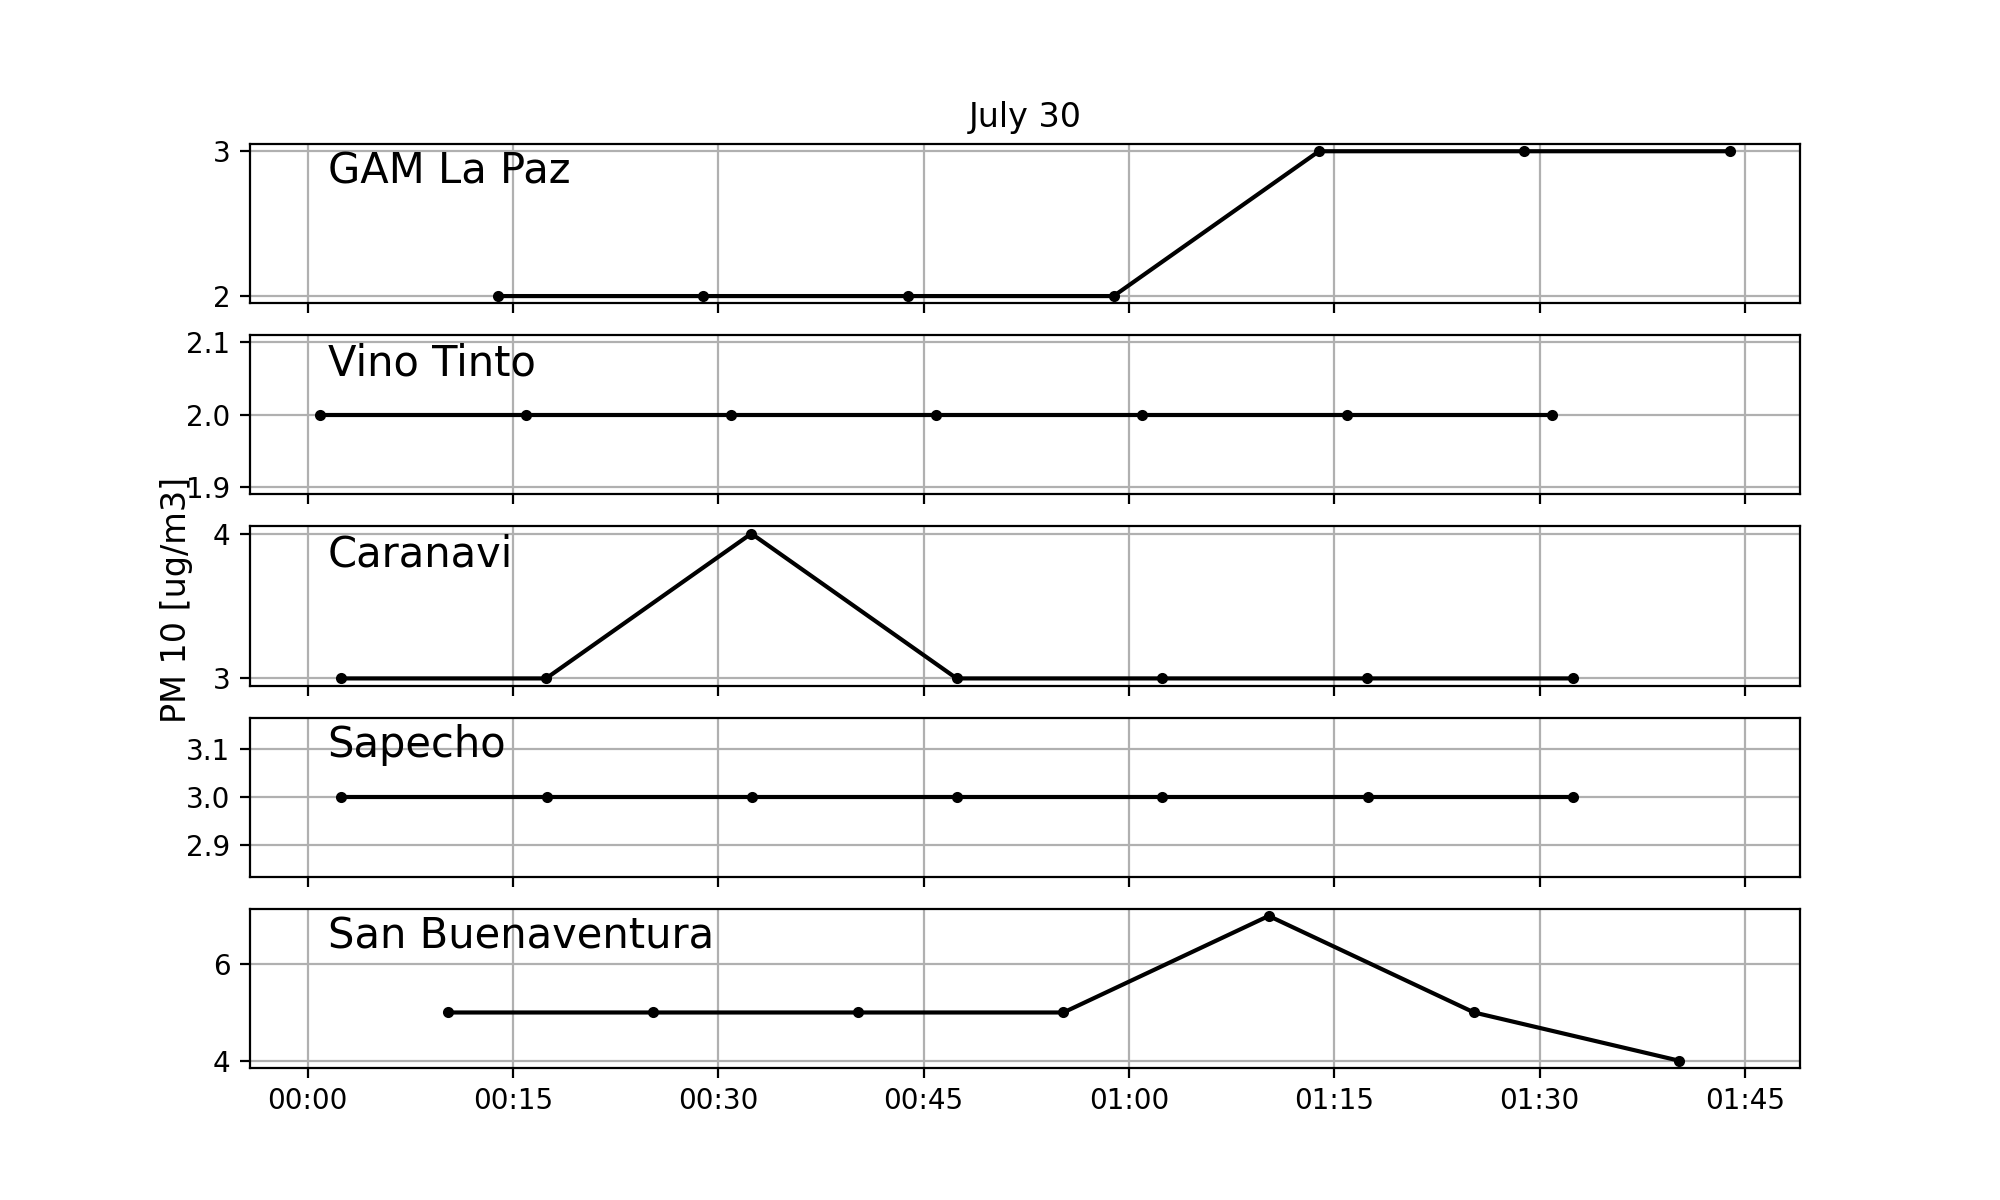 July 30
3
GAM La Paz
2
2.1
Vino Tinto
2.0
1.9
PM 10 [ug/m3]
4
Caranavi
3
Sapecho
3.1
3.0
2.9
San Buenaventura
6
4
00:00 00:15 00:30 00:45 01:00 01:15 01:30 01:45